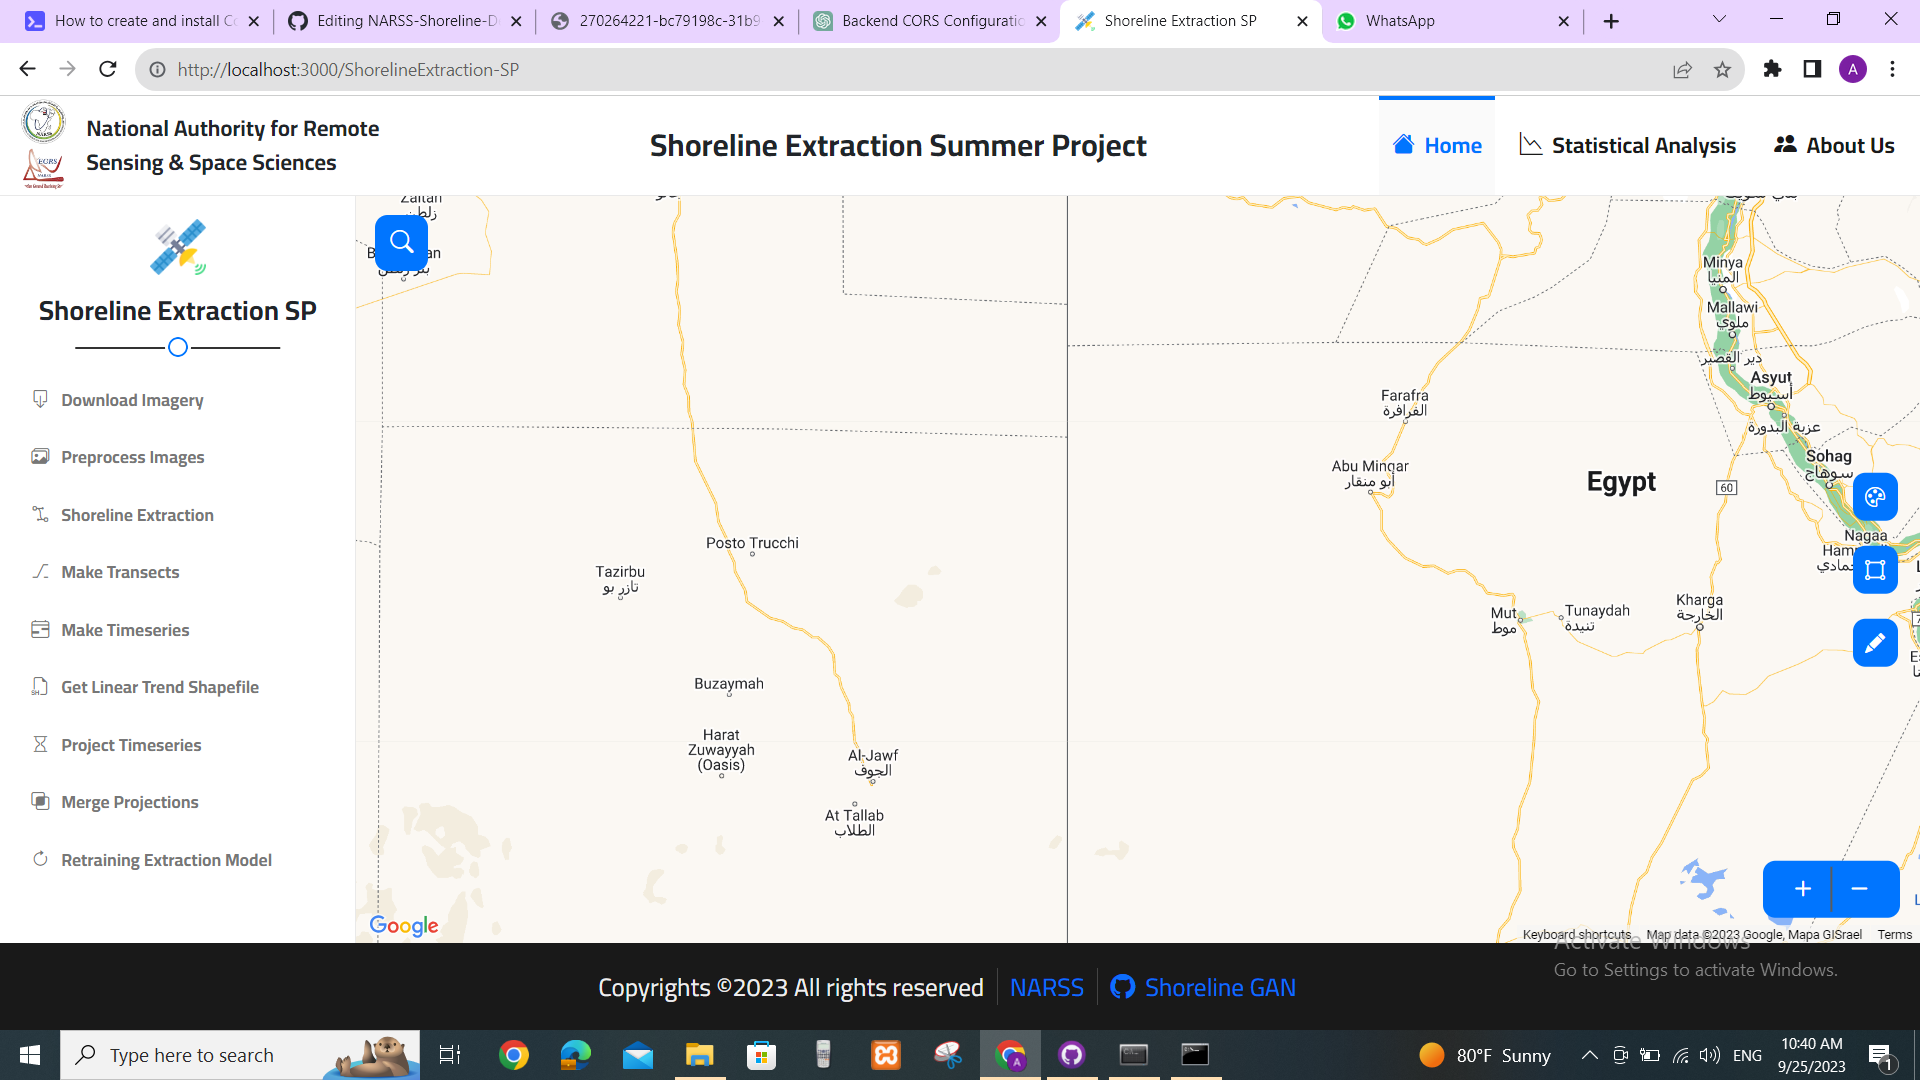 How to create and install Co
Editing NARSS-Shoreline-D
270264221-bc79198c-31b9
Backend CORS Configuratio
Shoreline Extraction SP
WhatsApp
http://localhost:3000/ShorelineExtraction-SP
A
National Authority for Remote
Sensing & Space Sciences
Shoreline Extraction Summer Project
Home
Statistical Analysis
About Us
Shoreline Extraction SP
Download Imagery
Preprocess Images
Shoreline Extraction
Make Transects
Make Timeseries
Get Linear Trend Shapefile
Project Timeseries
Merge Projections
Retraining Extraction Model
Zaltan
زلطن
Minya
المنيا
Mallawi
ملوي
دير القصير
Asyut
أسيوط
عزبة البدورة
Sohag
سوهاج
Farafra
الفرافرة
Abu Minqar
أبو منقار
Egypt
60
Nagaa
Posto Trucchi
Tazirbu
تازر بو
Mut
موط
Tunaydah
تنيدة
Kharga
الخارجة
Buzaymah
Harat
Zuwayyah
(Oasis)
Al-Jawf
الجوف
At Tallab
الطلاب
+ −
Google
Keyboard shortcuts
Map data ©2023 Google, Mapa GISrael
Terms
Activate Windows
Go to Settings to activate Windows.
Copyrights ©2023 All rights reserved
NARSS
Shoreline GAN
Type here to search
80°F Sunny
ENG
10:40 AM
9/25/2023
1